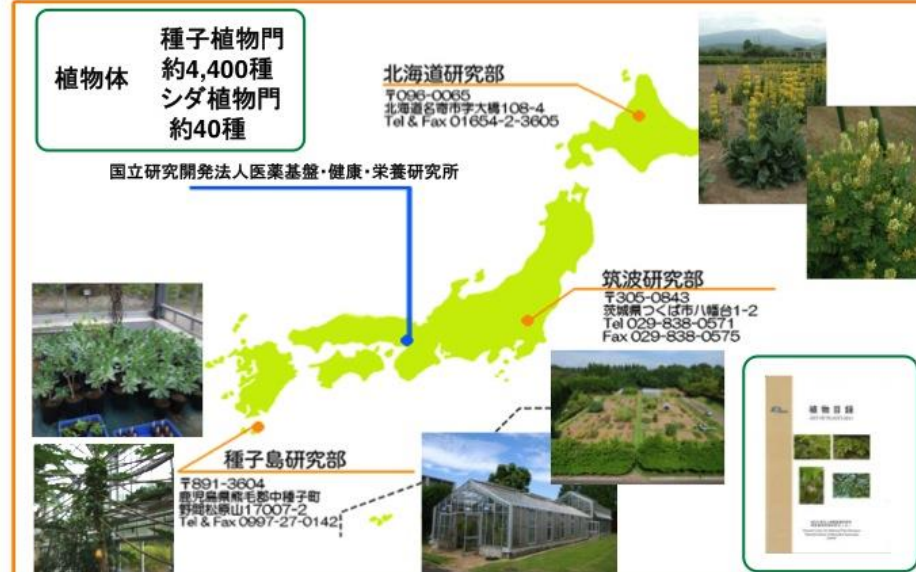 植物体
種子植物門
約4,400種
シダ植物門
約40種
北海道研究部
〒096-0065
北海道名寄市字大橋108-4
Tel & Fax 01654-2-3605
国立研究開発法人医薬基盤・健康・栄養研究所
筑波研究部
〒305-0843
茨城県つくば市八幡台1-2
Tel 029-838-0571
Fax 029-838-0575
種子島研究部
〒891-3604
鹿児島県熊毛郡中種子町
野間松原山17007-2
Tel & Fax 0997-27-0142
植物目録